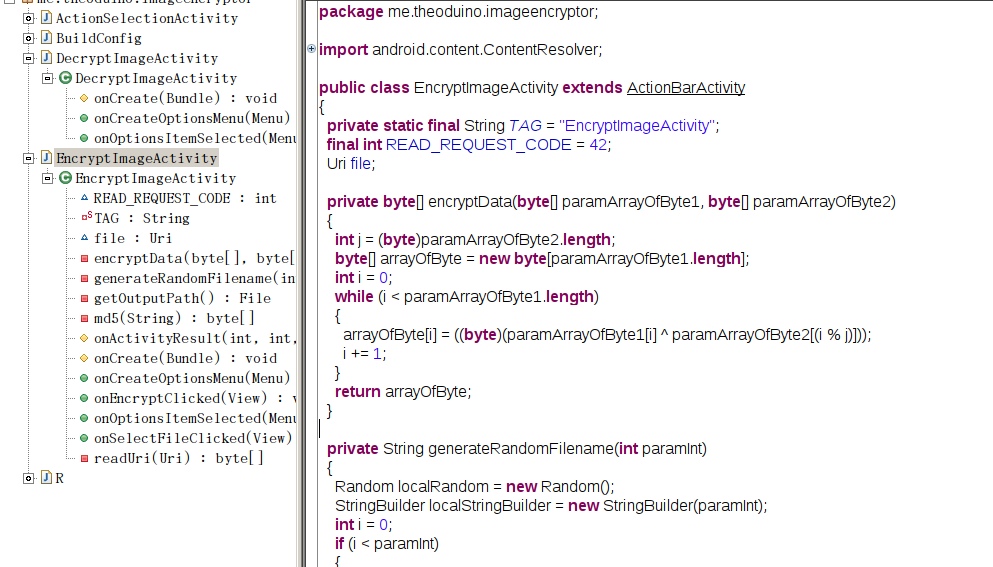 me.theoduino.imageencryptor
ActionSelectionActivity
BuildConfig
DecryptImageActivity
DecryptImageActivity
onCreate(Bundle) : void
onCreateOptionsMenu(Menu)
onOptionsItemSelected(Menu
EncryptImageActivity
EncryptImageActivity
READ_REQUEST_CODE : int
TAG : String
file : Uri
encryptData(byte[], byte[
generateRandomFilename(in
getOutputPath() : File
md5(String) : byte[]
onActivityResult(int, int,
onCreate(Bundle) : void
onCreateOptionsMenu(Menu)
onEncryptClicked(View) : v
onOptionsItemSelected(Menu
onSelectFileClicked(View)
readUri(Uri) : byte[]
R
package me.theoduino.imageencryptor;
import android.content.ContentResolver;
public class EncryptImageActivity extends ActionBarActivity
{
private static final String TAG = "EncryptImageActivity";
final int READ_REQUEST_CODE = 42;
Uri file;
private byte[] encryptData(byte[] paramArrayOfByte1, byte[] paramArrayOfByte2)
{
int j = (byte)paramArrayOfByte2.length;
byte[] arrayOfByte = new byte[paramArrayOfByte1.length];
int i = 0;
while (i < paramArrayOfByte1.length)
{
arrayOfByte[i] = ((byte)(paramArrayOfByte1[i] ^ paramArrayOfByte2[(i % j)]));
i += 1;
}
return arrayOfByte;
}
private String generateRandomFilename(int paramInt)
{
Random localRandom = new Random();
StringBuilder localStringBuilder = new StringBuilder(paramInt);
int i = 0;
if (i < paramInt)
{